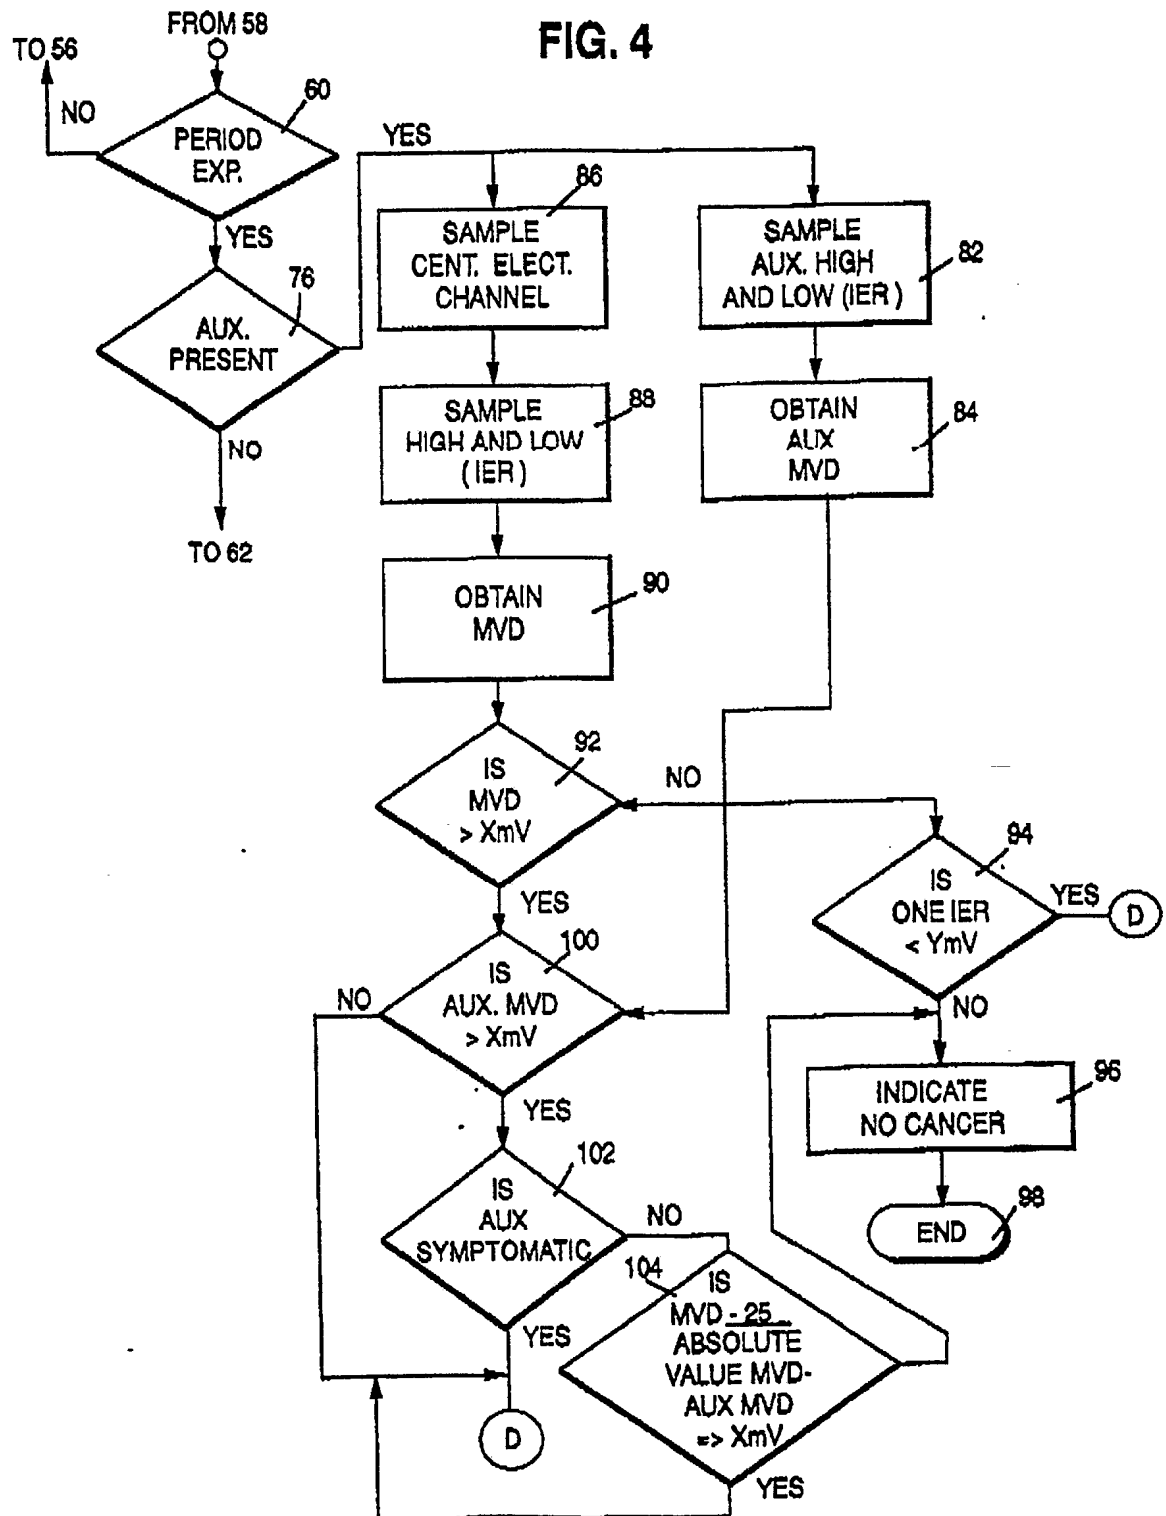 FIG. 4
FROM 58
TO 56
NO
60
PERIOD
EXP.
YES
76
AUX.
PRESENT
NO
TO 62
YES
86
SAMPLE
CENT. ELECT.
CHANNEL
82
SAMPLE
AUX. HIGH
AND LOW (IER)
88
SAMPLE
HIGH AND LOW
(IER)
84
OBTAIN
AUX
MVD
90
OBTAIN
MVD
92
IS
MVD
> XmV
NO
YES
94
IS
ONE IER
< YmV
YES
D
NO
100
IS
AUX. MVD
> XmV
NO
YES
96
INDICATE
NO CANCER
98
END
102
IS
AUX
SYMPTOMATIC
NO
YES
D
104
IS
MVD - 25 -
ABSOLUTE
VALUE MVD-
AUX MVD
=> XmV
YES